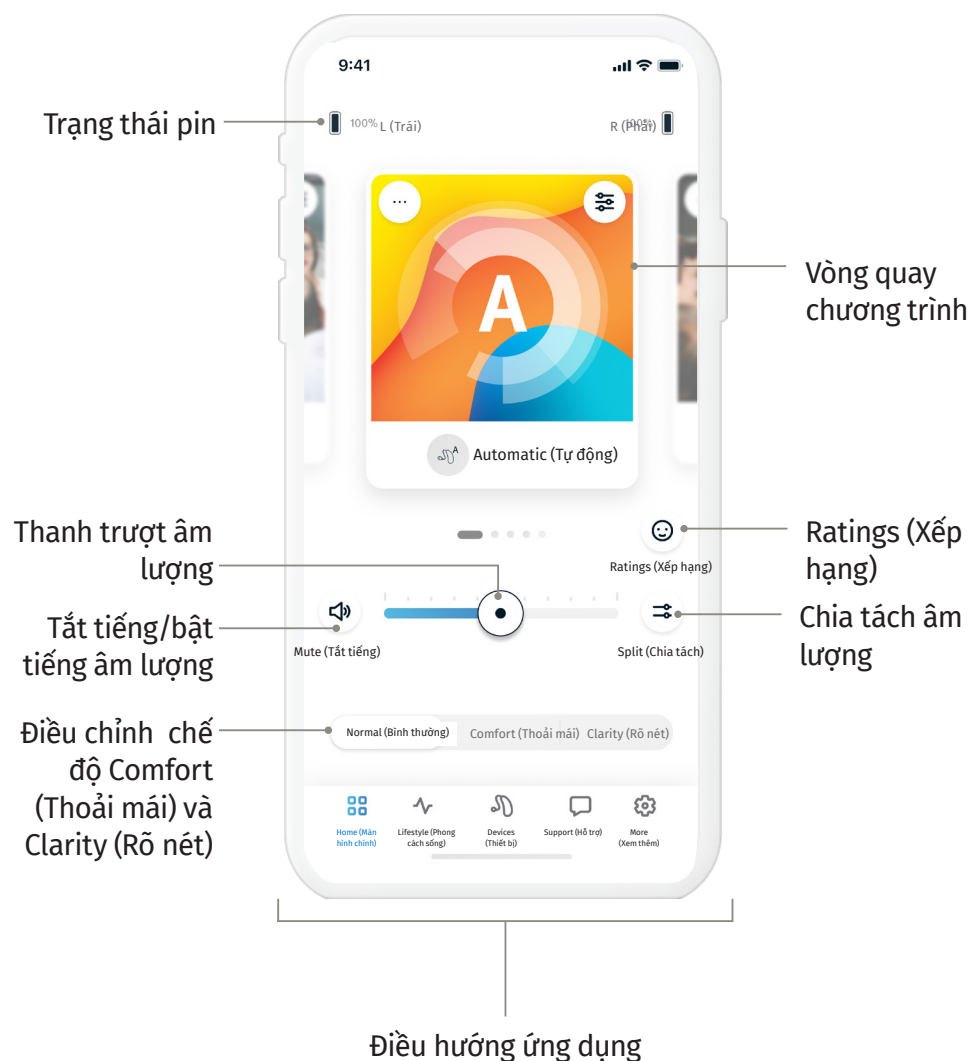 9:41
Trạng thái pin
100% L (Trái)
R (Phải) 100%
...
A
Vòng quay
chương trình
A
Automatic (Tự động)
Thanh trượt âm
lượng
Ratings (Xếp
hạng)
Ratings (Xếp hạng)
Tắt tiếng/bật
tiếng âm lượng
Mute (Tắt tiếng)
Split (Chia tách)
Chia tách âm
lượng
Điều chỉnh chế
độ Comfort
(Thoải mái) và
Clarity (Rõ nét)
Normal (Bình thường) Comfort (Thoải mái) Clarity (Rõ nét)
Home (Màn
hình chính)
Lifestyle (Phong
cách sống)
Devices
(Thiết bị)
Support (Hỗ trợ)
More
(Xem thêm)
Điều hướng ứng dụng